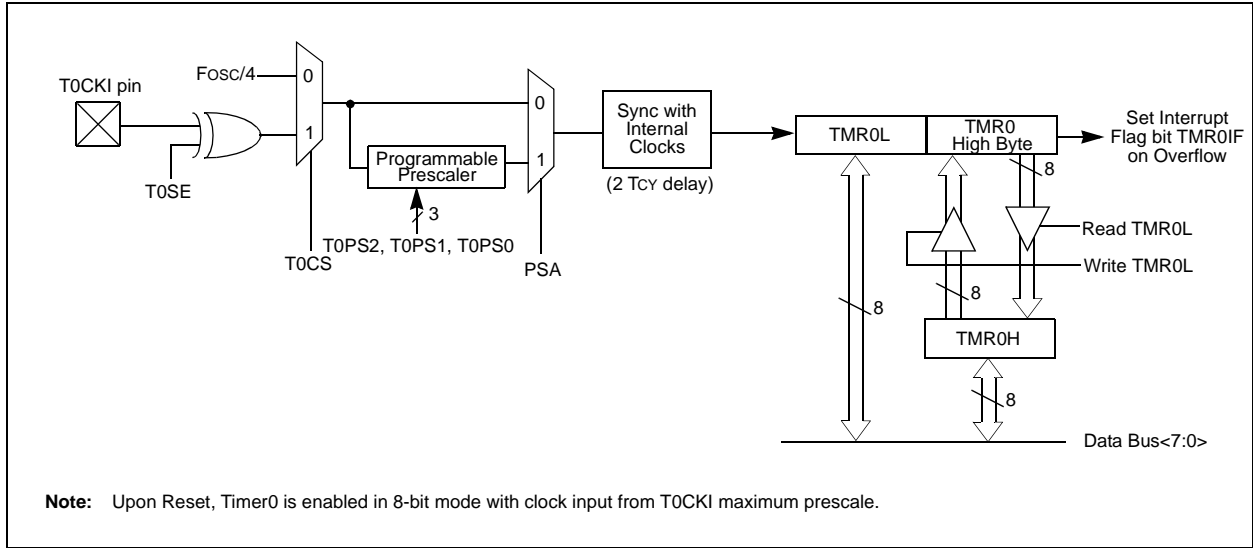 T0CKI pin
T0SE
FOSC/4
0
1
T0CS
Programmable
Prescaler
3
T0PS2, T0PS1, T0PS0
0
1
PSA
Sync with
Internal
Clocks
(2 TCY delay)
TMR0L
TMR0
High Byte
Set Interrupt
Flag bit TMR0IF
on Overflow
8
Read TMR0L
Write TMR0L
8
8
TMR0H
8
Data Bus<7:0>
Note: Upon Reset, Timer0 is enabled in 8-bit mode with clock input from T0CKI maximum prescale.